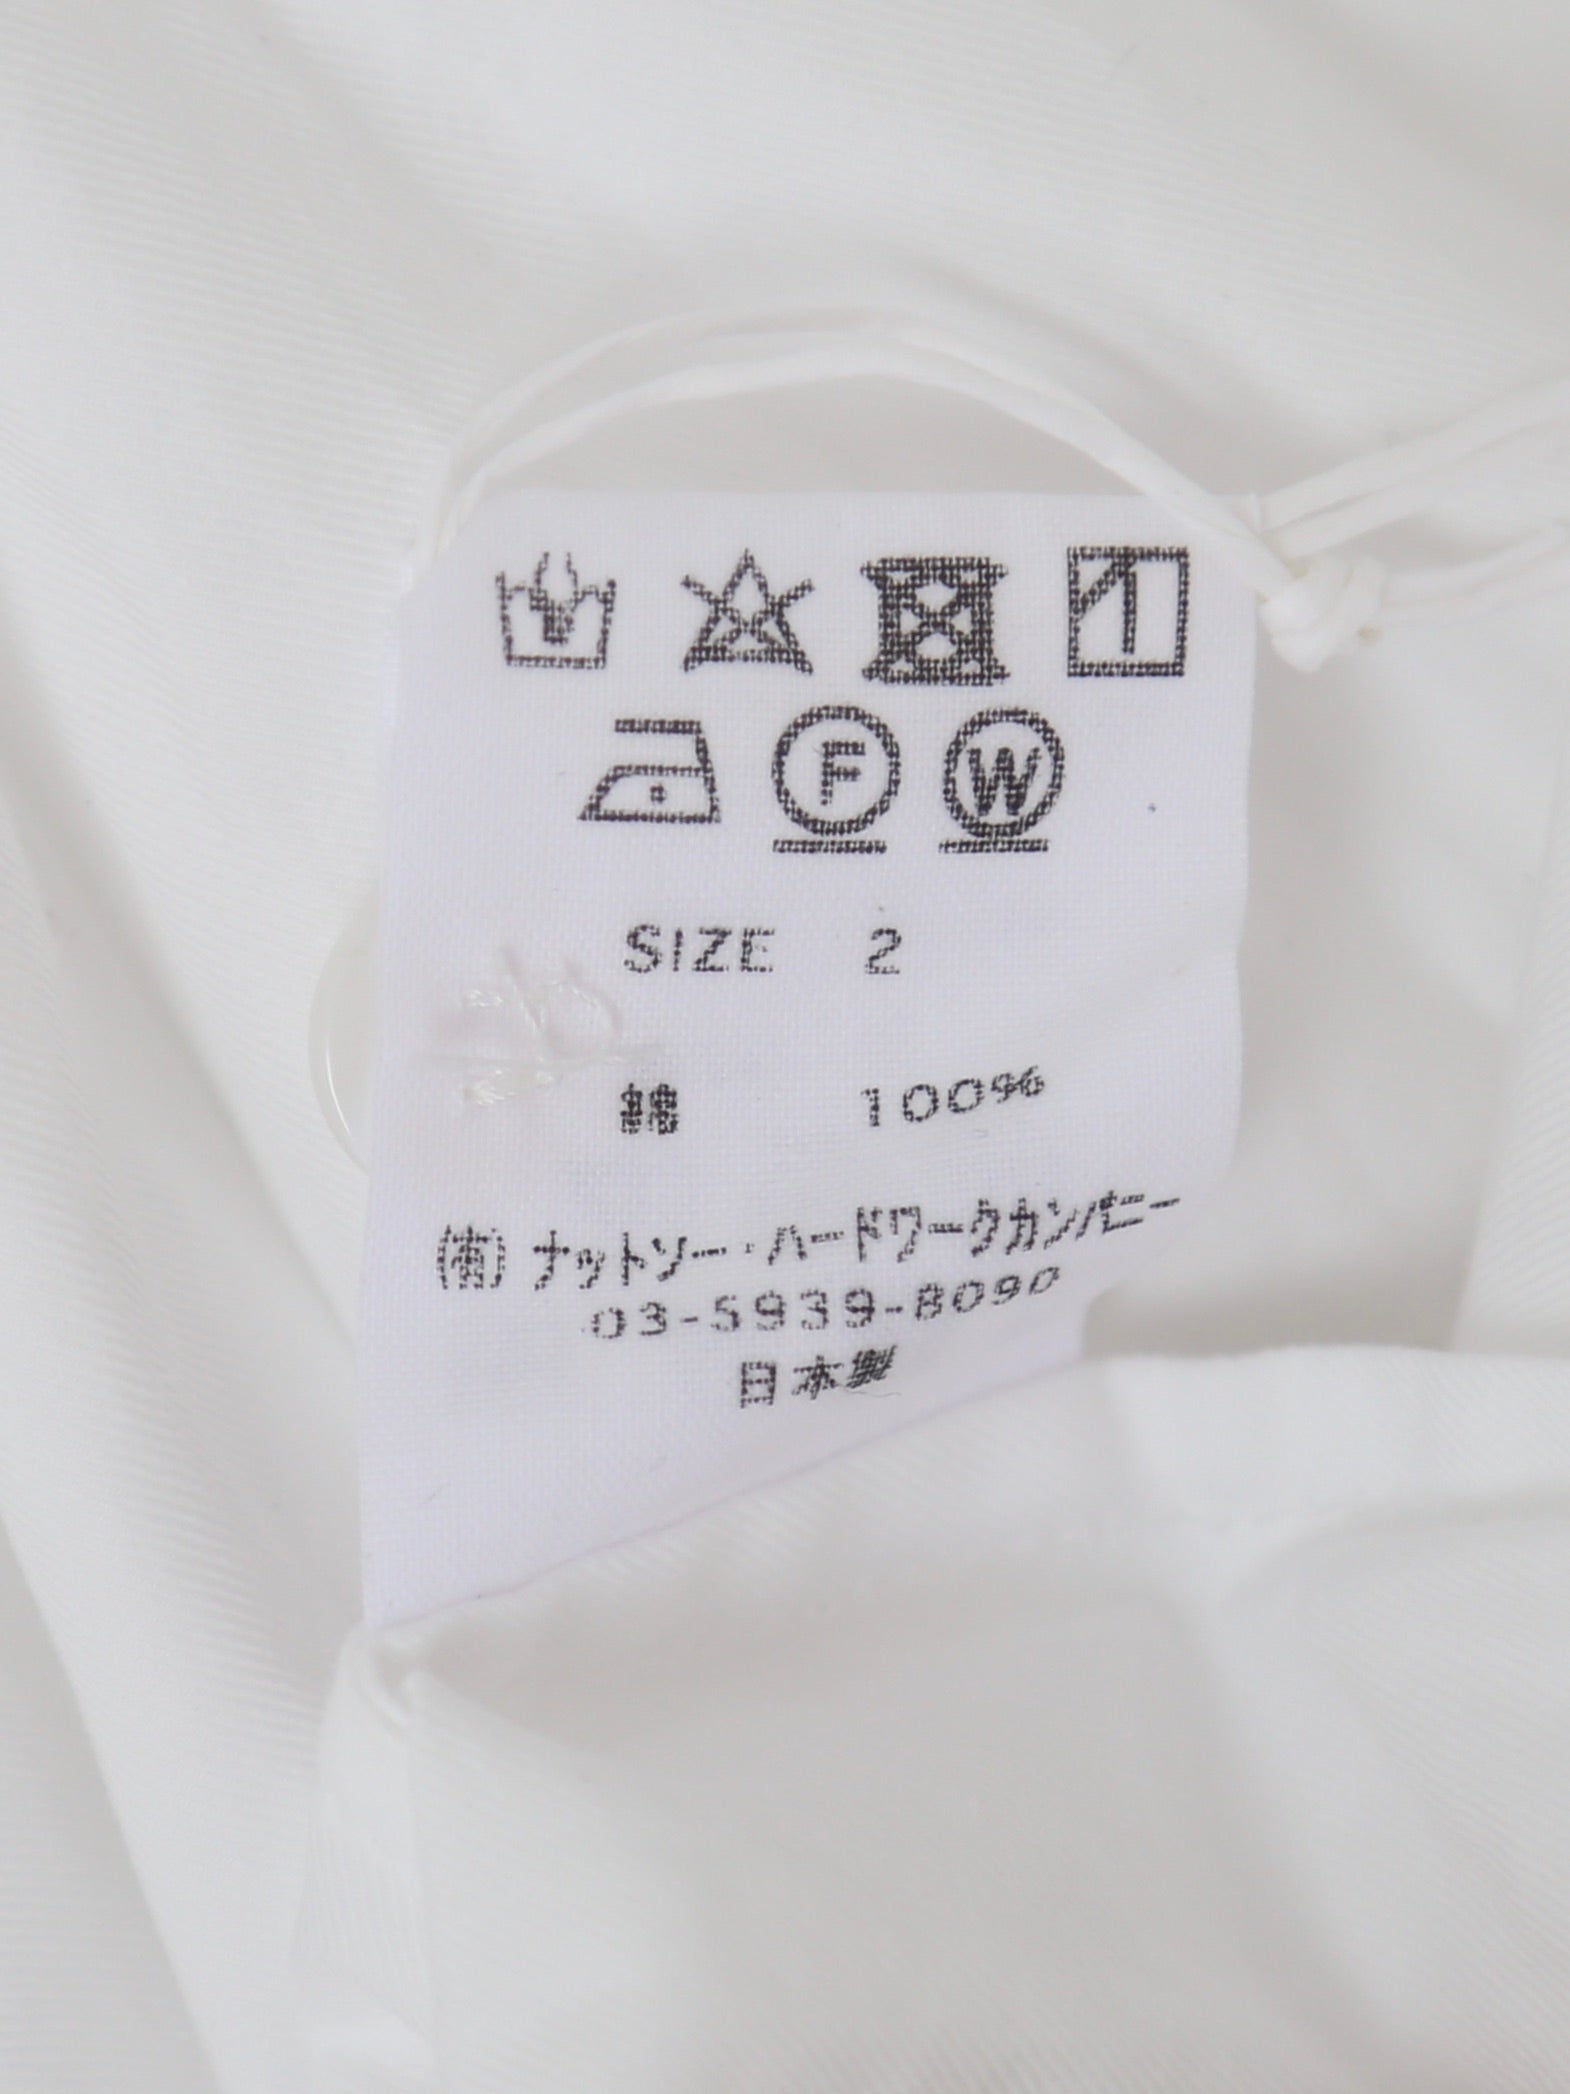 F W
SIZE 2
綿 100%
㈲ ナットソー・ハードワークカンパニー
03-5939-8090
日本製